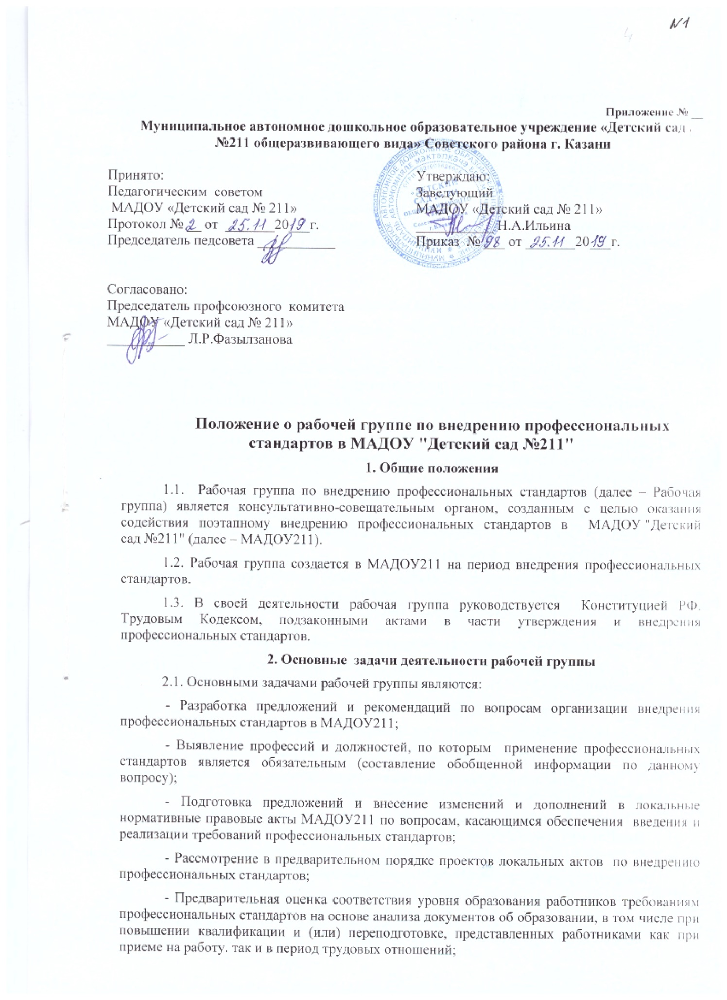 N1
4
Приложение № __
Муниципальное автономное дошкольное образовательное учреждение «Детский сад
№211 общеразвивающего вида» Советского района г. Казани
Принято:
Педагогическим советом
МАДОУ «Детский сад № 211»
Протокол № 2 от 25.11 2019 г.
Председатель педсовета ___________
Утверждаю:
Заведующий
МАДОУ «Детский сад № 211»
___________ Н.А.Ильина
Приказ № 98 от 25.11 2019 г.
Согласовано:
Председатель профсоюзного комитета
МАДОУ «Детский сад № 211»
___________ Л.Р.Фазылзанова
Положение о рабочей группе по внедрению профессиональных
стандартов в МАДОУ "Детский сад №211"
1. Общие положения
1.1. Рабочая группа по внедрению профессиональных стандартов (далее – Рабочая
группа) является консультативно-совещательным органом, созданным с целью оказания
содействия поэтапному внедрению профессиональных стандартов в МАДОУ "Детский
сад №211" (далее – МАДОУ211).
1.2. Рабочая группа создается в МАДОУ211 на период внедрения профессиональных
стандартов.
1.3. В своей деятельности рабочая группа руководствуется Конституцией РФ,
Трудовым Кодексом, подзаконными актами в части утверждения и внедрения
профессиональных стандартов.
2. Основные задачи деятельности рабочей группы
2.1. Основными задачами рабочей группы являются:
- Разработка предложений и рекомендаций по вопросам организации внедрения
профессиональных стандартов в МАДОУ211;
- Выявление профессий и должностей, по которым применение профессиональных
стандартов является обязательным (составление обобщенной информации по данному
вопросу);
- Подготовка предложений и внесение изменений и дополнений в локальные
нормативные правовые акты МАДОУ211 по вопросам, касающимся обеспечения введения и
реализации требований профессиональных стандартов;
- Рассмотрение в предварительном порядке проектов локальных актов по внедрению
профессиональных стандартов;
- Предварительная оценка соответствия уровня образования работников требованиям
профессиональных стандартов на основе анализа документов об образовании, в том числе при
повышении квалификации и (или) переподготовке, представленных работниками как при
приеме на работу. так и в период трудовых отношений;